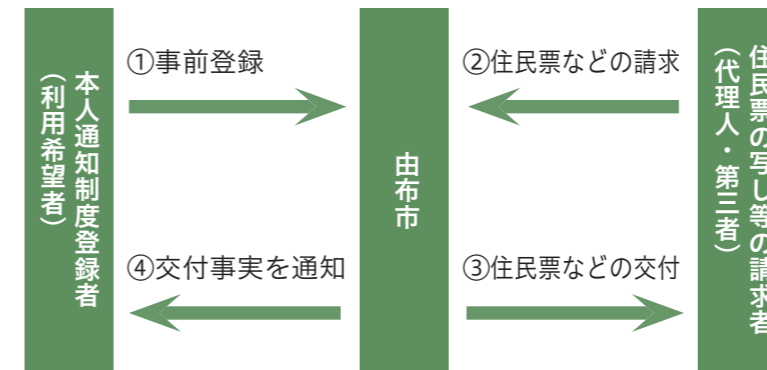 本人通知制度登録者
（利用希望者）
①事前登録
④交付事実を通知
由布市
②住民票などの請求
③住民票などの交付
住民票の写し等の請求者
（代理人・第三者）